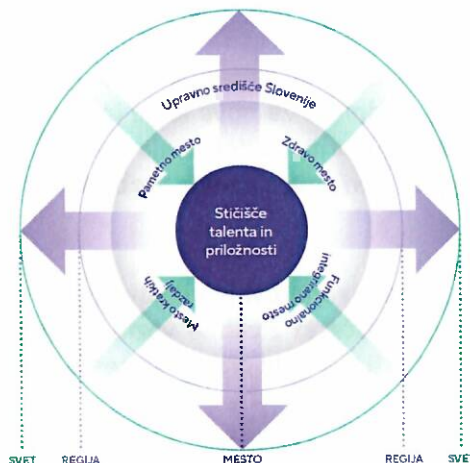 Upravno središče Slovenije
Pametno mesto
Zdravo mesto
Stičišče
talenta in
priložnosti
Mesto kratkih
razdalj
Funkcionalno
integrirano mesto
SVET
REGIJA
MESTO
REGIJA
SVE